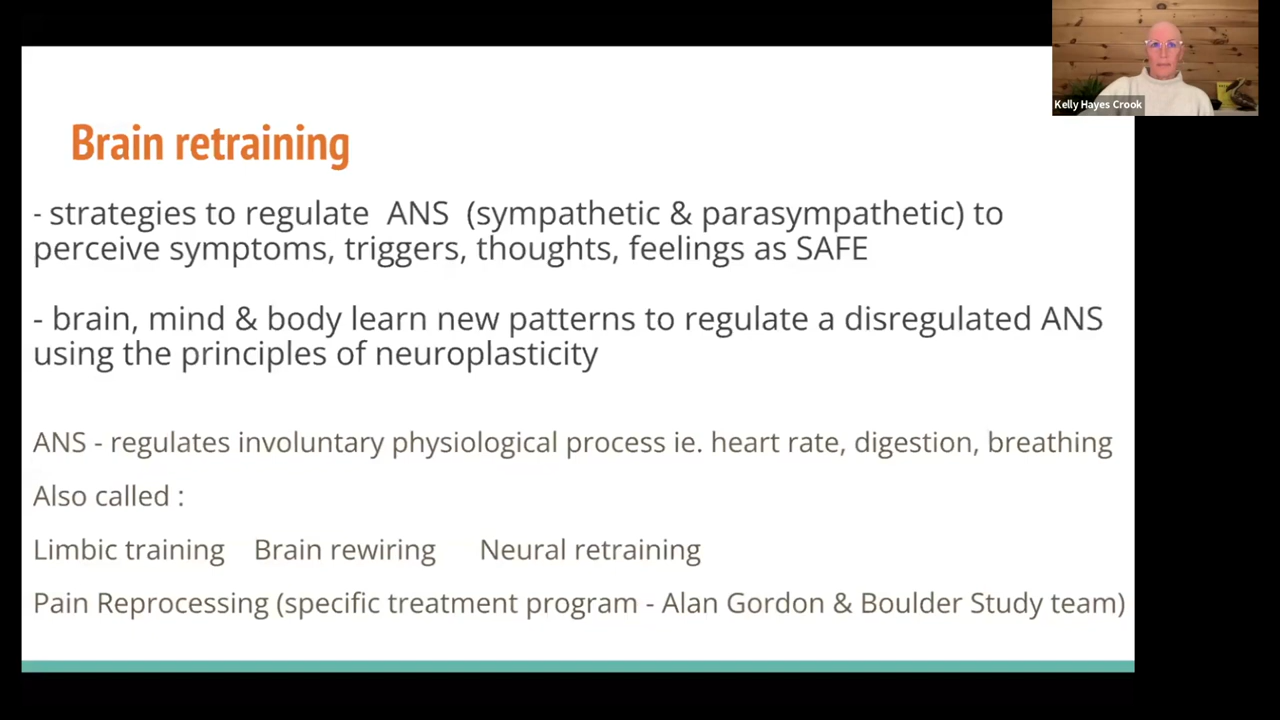 Kelly Hayes Crook
Brain retraining
- strategies to regulate ANS (sympathetic & parasympathetic) to
perceive symptoms, triggers, thoughts, feelings as SAFE
- brain, mind & body learn new patterns to regulate a disregulated ANS
using the principles of neuroplasticity
ANS - regulates involuntary physiological process ie. heart rate, digestion, breathing
Also called :
Limbic training Brain rewiring Neural retraining
Pain Reprocessing (specific treatment program - Alan Gordon & Boulder Study team)